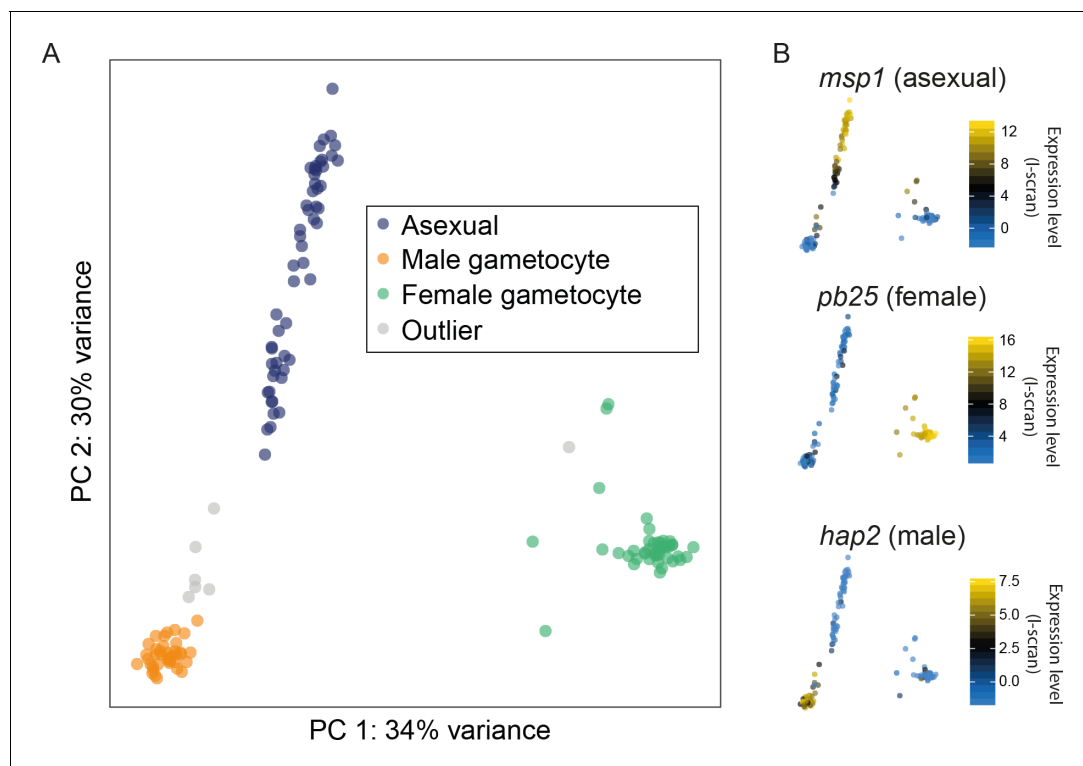 A
PC 2: 30% variance
Asexual
Male gametocyte
Female gametocyte
Outlier
PC 1: 34% variance
B
msp1 (asexual)
12
8
4
0
Expression level
(l-scran)
pb25 (female)
16
12
8
4
Expression level
(l-scran)
hap2 (male)
7.5
5.0
2.5
0.0
Expression level
(l-scran)